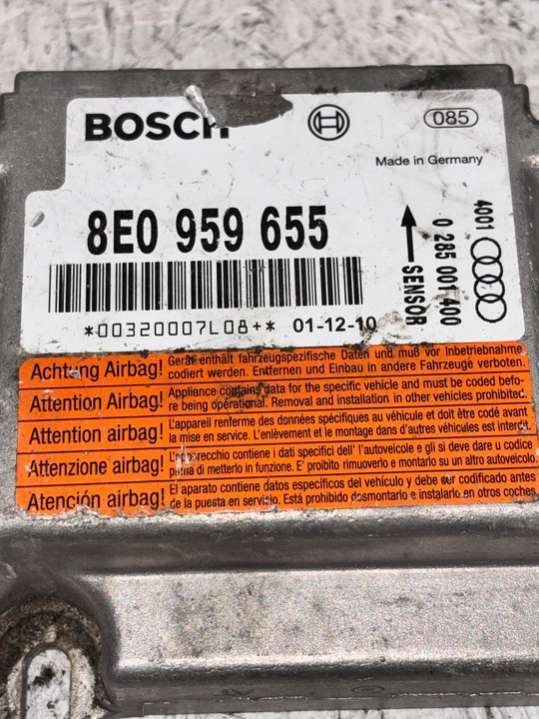 BOSCH
085
Made in Germany
8E0 959 655
*00320007L08+* 01-12-10
SENSOR
0 285 001 400
4001
Achtung Airbag! Gerät enthält fahrzeugspezifische Daten und muß vor Inbetriebnahme
codiert werden. Entfernen und Einbau in andere Fahrzeuge verboten.
Attention Airbag! Appliance contains data for the specific vehicle and must be coded befo-
re being operational. Removal and installation in other vehicles prohibited.
Attention airbag! L'appareil renferme des données spécifiques au véhicule et doit être codé avant
la mise en service. L'enlèvement et le montage dans d'autres véhicules est interdit.
Attenzione airbag! L'apparecchio contiene i dati specifici dell' l'autoveicolo e gli si deve dare u codice
prima di metterlo in funzione. E' proibito rimuoverlo e montarlo su un altro autoveicolo.
Atención airbag! El aparato contiene datos específicos del vehículo y debe ser codificado antes
de la puesta en servicio. Está prohibido desmontarlo e instalarlo en otros coches.